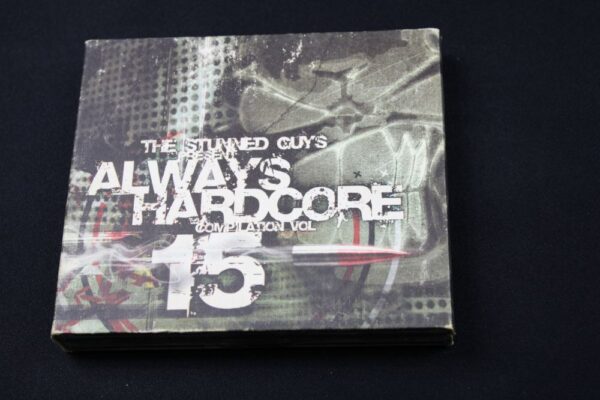 THE STUNNED GUYS
PRESENT
ALWAYS
HARDCORE
COMPILATION VOL
15